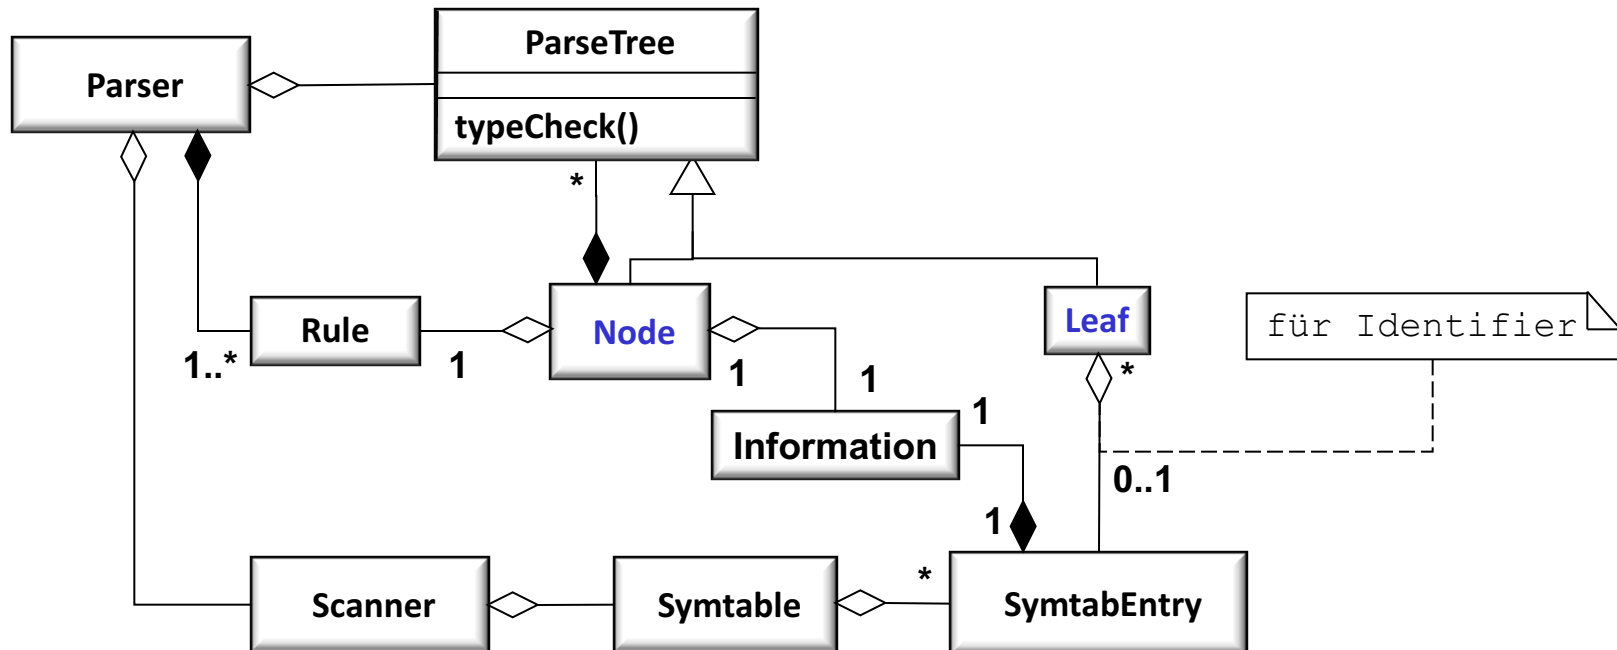 ParseTree
Parser
typeCheck()
*
Rule
Node
Leaf
für Identifier
1..*
1
1
1
*
1
Information
0..1
1
*
Scanner
Symtable
SymtabEntry